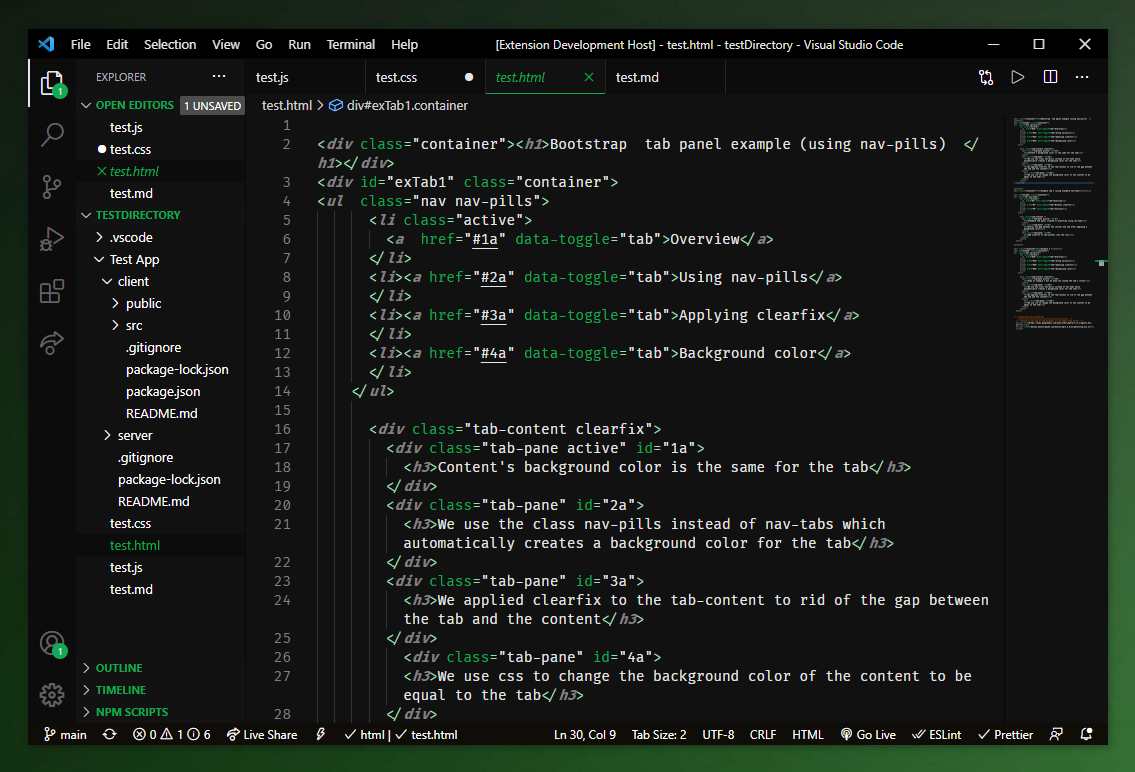 File Edit Selection View Go Run Terminal Help [Extension Development Host] - test.html - testDirectory - Visual Studio Code
EXPLORER ···
test.js test.css test.html test.md
OPEN EDITORS 1 UNSAVED
test.js
test.css
test.html
test.md
TESTDIRECTORY
.vscode
Test App
client
public
src
.gitignore
package-lock.json
package.json
README.md
server
.gitignore
package-lock.json
README.md
test.css
test.html
test.js
test.md
OUTLINE
TIMELINE
NPM SCRIPTS
1
1
test.html > div#exTab1.container
1
2 <div class="container"><h1>Bootstrap  tab panel example (using nav-pills)  </
h1></div>
3 <div id="exTab1" class="container">
4 <ul  class="nav nav-pills">
5 <li class="active">
6 <a  href="#1a" data-toggle="tab">Overview</a>
7 </li>
8 <li><a href="#2a" data-toggle="tab">Using nav-pills</a>
9 </li>
10 <li><a href="#3a" data-toggle="tab">Applying clearfix</a>
11 </li>
12 <li><a href="#4a" data-toggle="tab">Background color</a>
13 </li>
14 </ul>
15
16 <div class="tab-content clearfix">
17 <div class="tab-pane active" id="1a">
18 <h3>Content's background color is the same for the tab</h3>
19 </div>
20 <div class="tab-pane" id="2a">
21 <h3>We use the class nav-pills instead of nav-tabs which
automatically creates a background color for the tab</h3>
22 </div>
23 <div class="tab-pane" id="3a">
24 <h3>We applied clearfix to the tab-content to rid of the gap between
the tab and the content</h3>
25 </div>
26 <div class="tab-pane" id="4a">
27 <h3>We use css to change the background color of the content to be
equal to the tab</h3>
28 </div>
main 0 1 6 Live Share html | test.html Ln 30, Col 9 Tab Size: 2 UTF-8 CRLF HTML Go Live ESLint Prettier